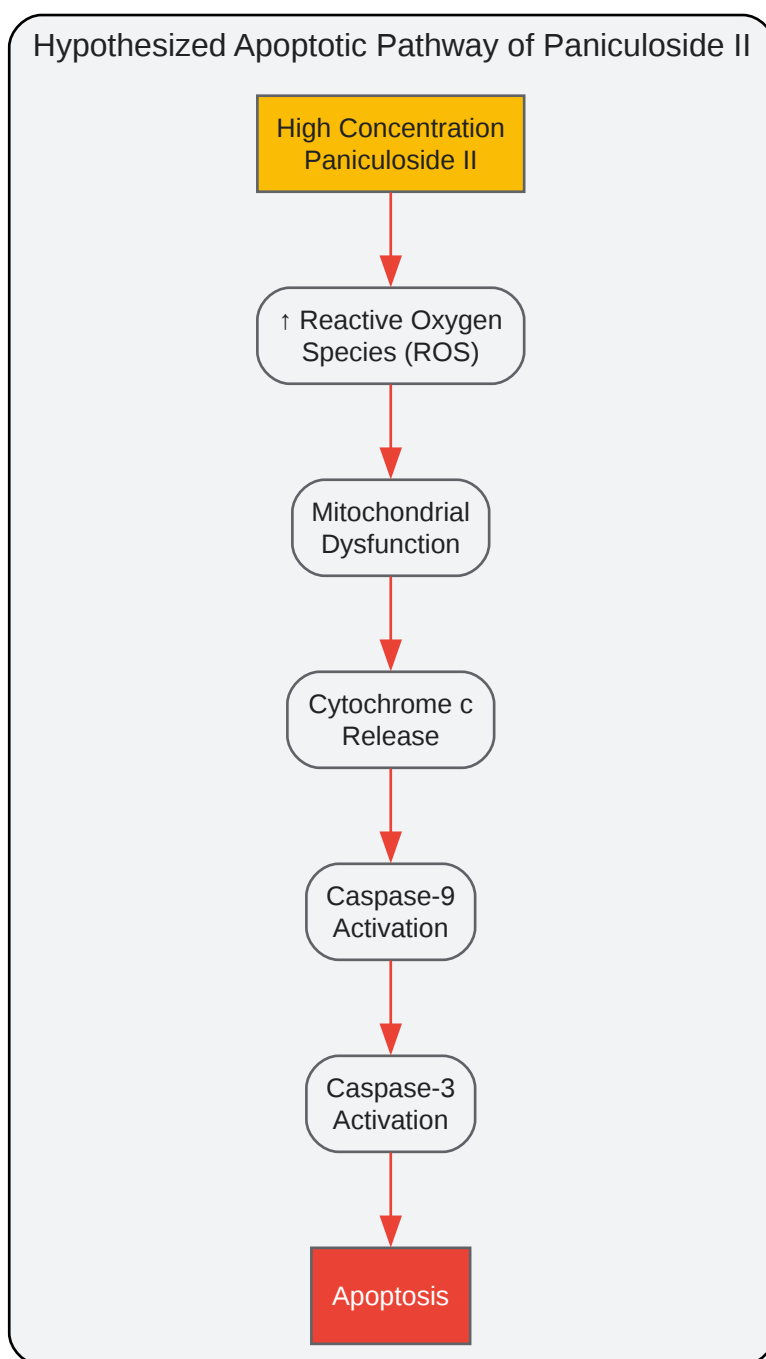 Hypothesized Apoptotic Pathway of Paniculoside II
High Concentration
Paniculoside II
↑ Reactive Oxygen
Species (ROS)
Mitochondrial
Dysfunction
Cytochrome c
Release
Caspase-9
Activation
Caspase-3
Activation
Apoptosis